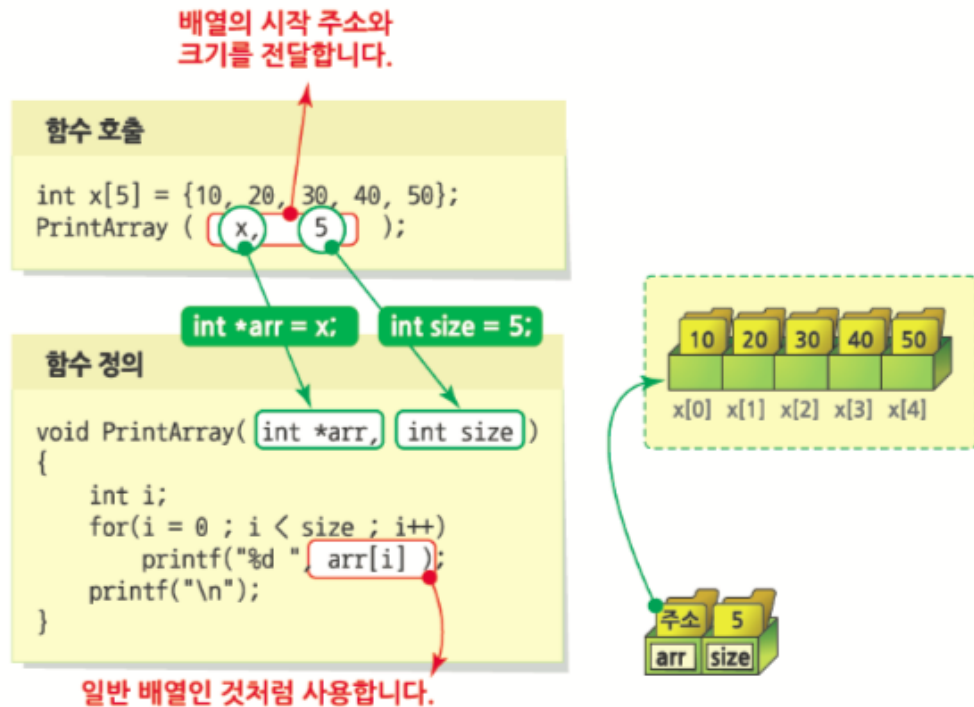 배열의 시작 주소와
크기를 전달합니다.
함수 호출
int x[5] = {10, 20, 30, 40, 50};
PrintArray ( x, 5 );
int *arr = x;
int size = 5;
함수 정의
void PrintArray( int *arr, int size )
{
int i;
for(i = 0 ; i < size ; i++)
printf("%d ", arr[i] );
printf("\n");
}
일반 배열인 것처럼 사용합니다.
10 20 30 40 50
x[0] x[1] x[2] x[3] x[4]
주소 5
arr size